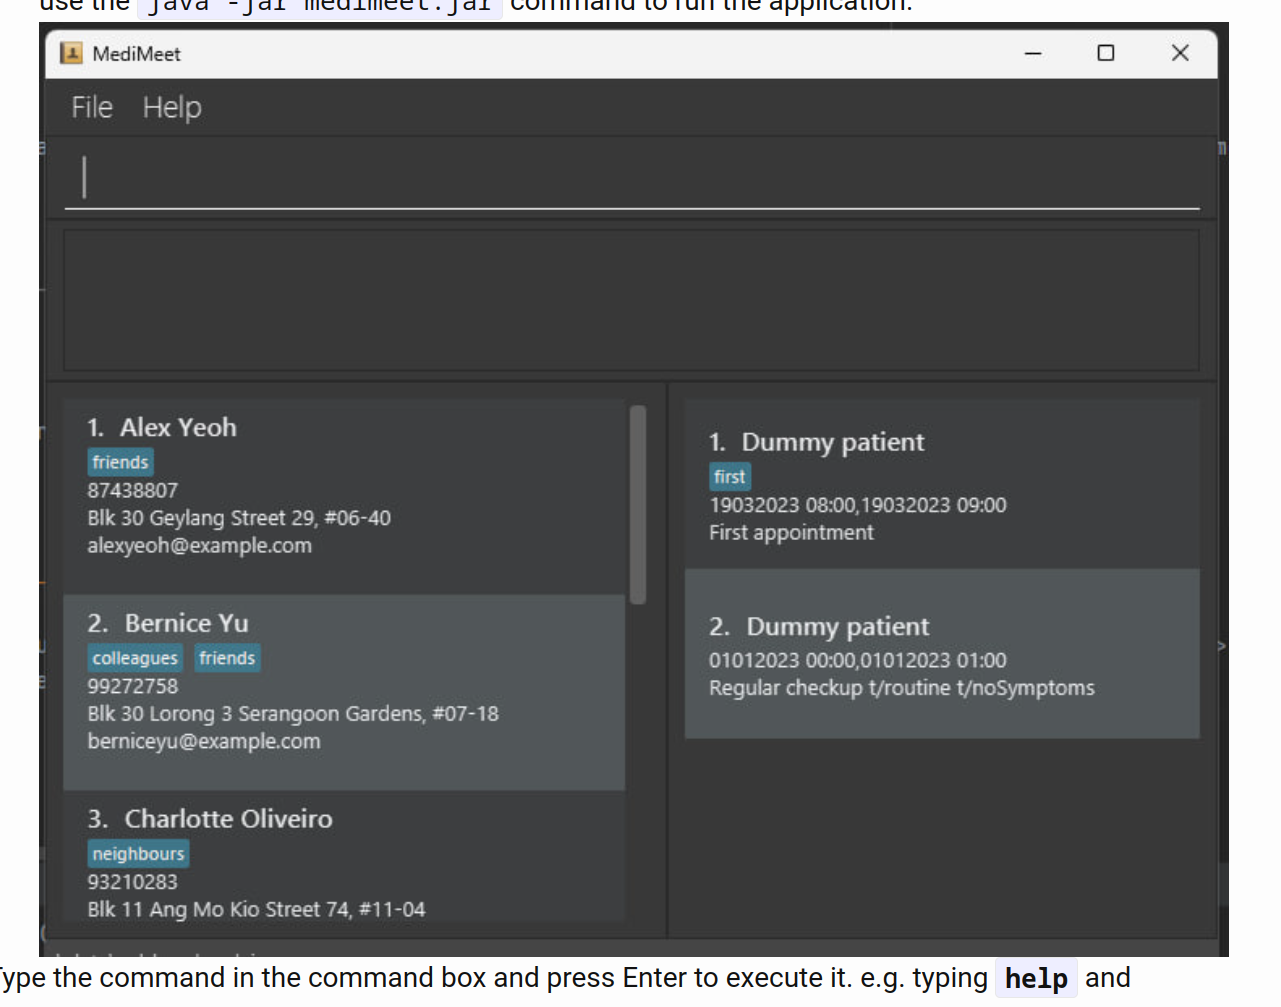 use the java -jar medimeet.jar command to run the application.
MediMeet
File Help
1. Alex Yeoh
friends
87438807
Blk 30 Geylang Street 29, #06-40
alexyeoh@example.com
2. Bernice Yu
colleagues friends
99272758
Blk 30 Lorong 3 Serangoon Gardens, #07-18
berniceyu@example.com
3. Charlotte Oliveiro
neighbours
93210283
Blk 11 Ang Mo Kio Street 74, #11-04
1. Dummy patient
first
19032023 08:00,19032023 09:00
First appointment
2. Dummy patient
01012023 00:00,01012023 01:00
Regular checkup t/routine t/noSymptoms
Type the command in the command box and press Enter to execute it. e.g. typing help and